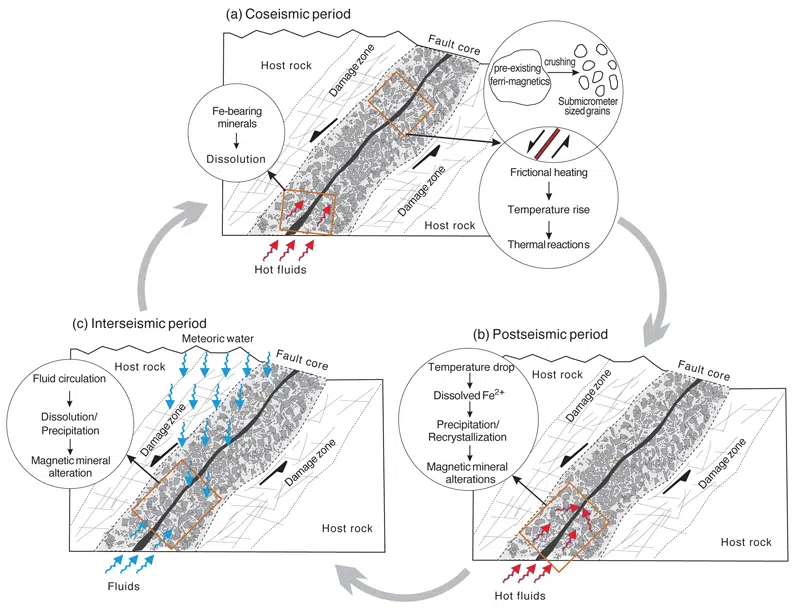 (a) Coseismic period
Fault core
Host rock
Damage zone
pre-existing
ferri-magnetics
crushing
Submicrometer
sized grains
Fe-bearing
minerals
Dissolution
Frictional heating
Temperature rise
Thermal reactions
Damage zone
Host rock
Hot fluids
(c) Interseismic period
Meteoric water
Host rock
Fault core
Fluid circulation
Dissolution/
Precipitation
Magnetic mineral
alteration
Damage zone
Damage zone
Host rock
Fluids
(b) Postseismic period
Fault core
Host rock
Damage zone
Temperature drop
Dissolved Fe²⁺
Precipitation/
Recrystallization
Magnetic mineral
alterations
Damage zone
Host rock
Hot fluids